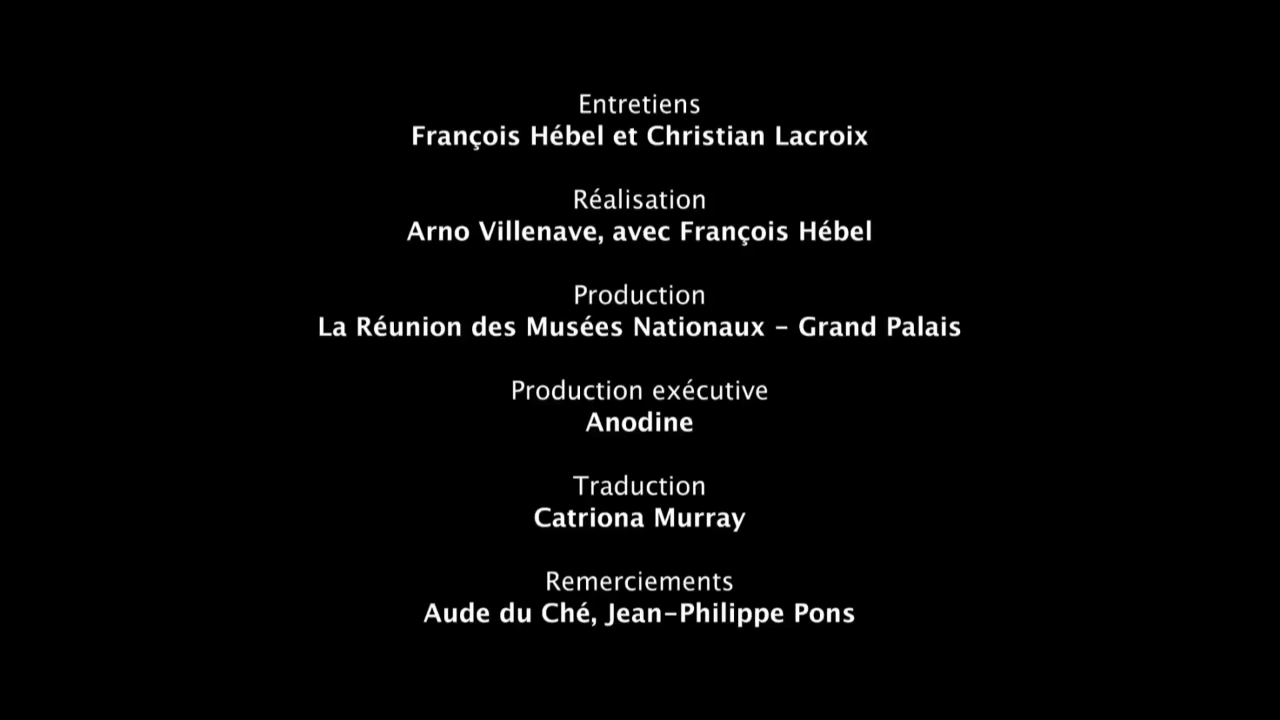 Entretiens
François Hébel et Christian Lacroix
Réalisation
Arno Villenave, avec François Hébel
Production
La Réunion des Musées Nationaux - Grand Palais
Production exécutive
Anodine
Traduction
Catriona Murray
Remerciements
Aude du Ché, Jean-Philippe Pons